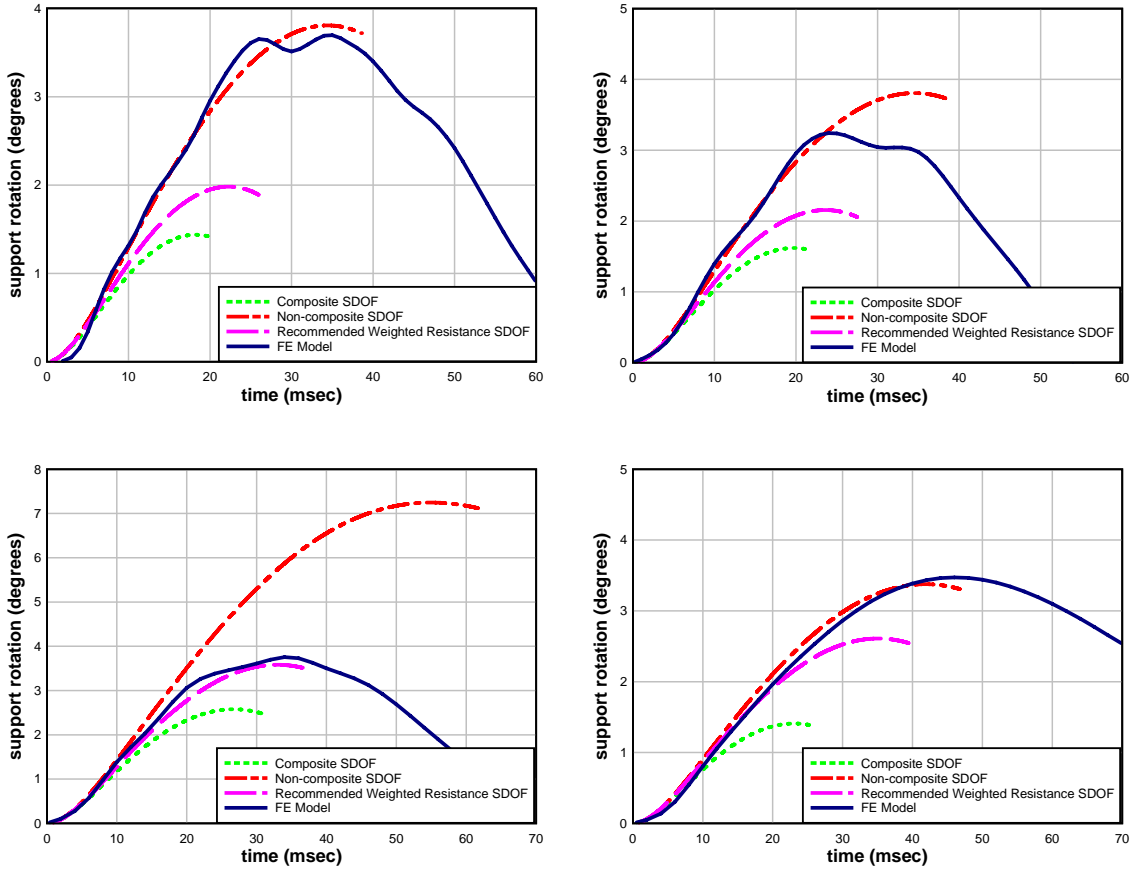 4
3
2
1
0
support rotation (degrees)
0 10 20 30 40 50 60
time (msec)
Composite SDOF
Non-composite SDOF
Recommended Weighted Resistance SDOF
FE Model
5
4
3
2
1
0
support rotation (degrees)
0 10 20 30 40 50 60
time (msec)
Composite SDOF
Non-composite SDOF
Recommended Weighted Resistance SDOF
FE Model
8
7
6
5
4
3
2
1
0
support rotation (degrees)
0 10 20 30 40 50 60 70
time (msec)
Composite SDOF
Non-composite SDOF
Recommended Weighted Resistance SDOF
FE Model
5
4
3
2
1
0
support rotation (degrees)
0 10 20 30 40 50 60 70
time (msec)
Composite SDOF
Non-composite SDOF
Recommended Weighted Resistance SDOF
FE Model